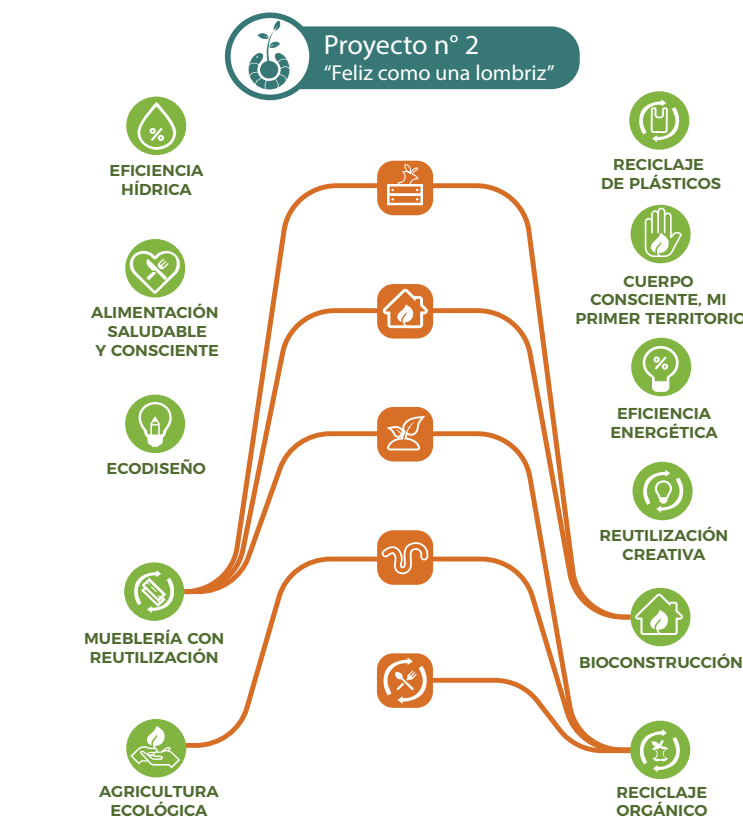 Proyecto n° 2
“Feliz como una lombriz”
EFICIENCIA
HÍDRICA
ALIMENTACIÓN
SALUDABLE
Y CONSCIENTE
ECODISEÑO
MUEBLERÍA CON
REUTILIZACIÓN
AGRICULTURA
ECOLÓGICA
RECICLAJE
DE PLÁSTICOS
CUERPO
CONSCIENTE, MI
PRIMER TERRITORIO
EFICIENCIA
ENERGÉTICA
REUTILIZACIÓN
CREATIVA
BIOCONSTRUCCIÓN
RECICLAJE
ORGÁNICO
%
%